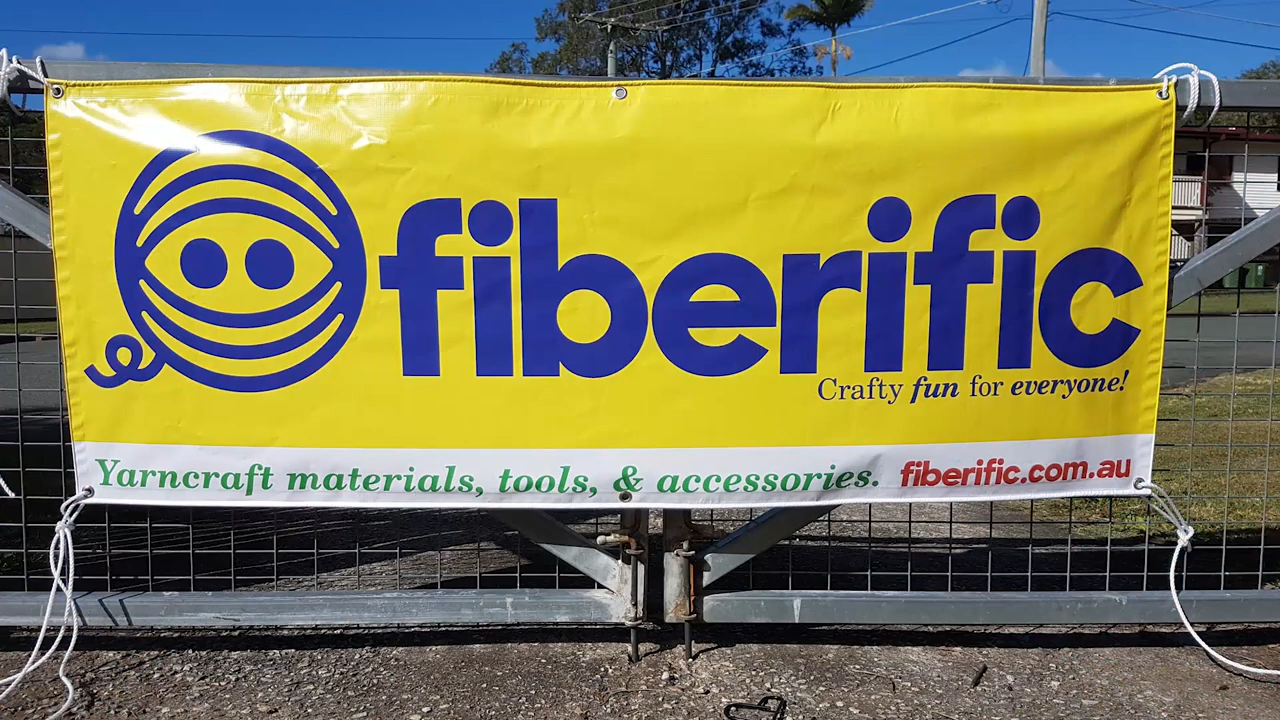 fiberific
Crafty fun for everyone!
Yarncraft materials, tools, & accessories. fiberific.com.au